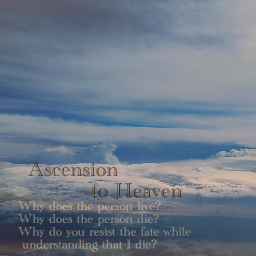 Ascension
to Heaven
Why does the person live?
Why does the person die?
Why do you resist the fate while
understanding that I die?